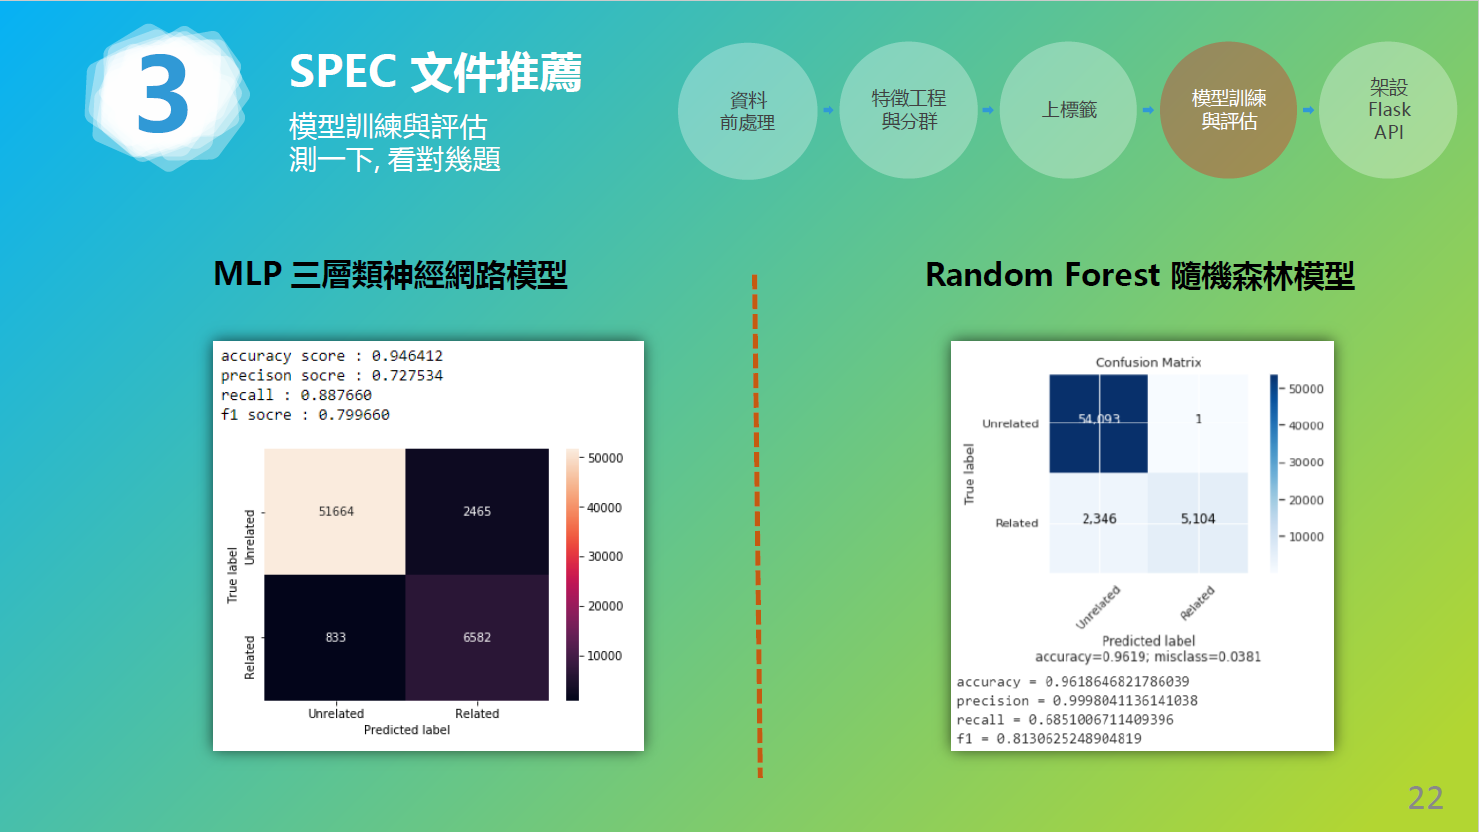 3
SPEC 文件推薦
模型訓練與評估
測一下, 看對幾題
資料
前處理
特徵工程
與分群
上標籤
模型訓練
與評估
架設
Flask
API
MLP 三層類神經網路模型
accuracy score : 0.946412
precison socre : 0.727534
recall : 0.887660
f1 socre : 0.799660
True label
Unrelated
Related
51664
2465
833
6582
Unrelated
Related
Predicted label
50000
40000
30000
20000
10000
Random Forest 隨機森林模型
Confusion Matrix
True label
Unrelated
Related
54,093
1
2,346
5,104
Unrelated
Related
50000
40000
30000
20000
10000
Predicted label
accuracy=0.9619; misclass=0.0381
accuracy = 0.9618646821786039
precision = 0.9998041136141038
recall = 0.6851006711409396
f1 = 0.8130625248904819
22